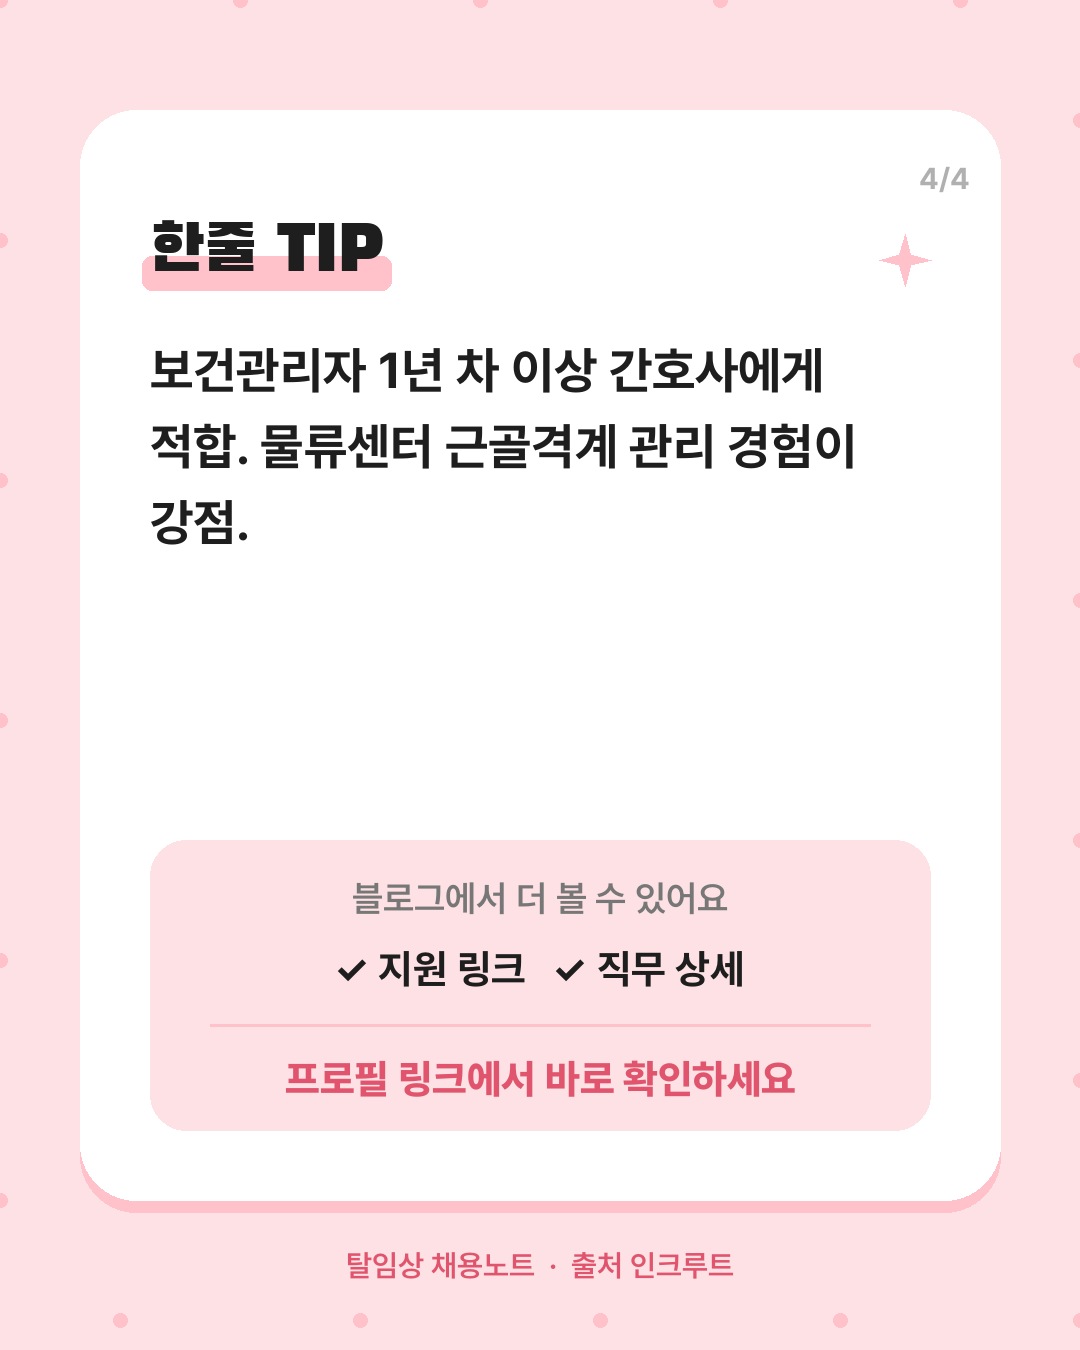 4/4
한줄 TIP
보건관리자 1년 차 이상 간호사에게
적합. 물류센터 근골격계 관리 경험이
강점.
블로그에서 더 볼 수 있어요
✓ 지원 링크 ✓ 직무 상세
프로필 링크에서 바로 확인하세요
탈임상 채용노트 · 출처 인크루트